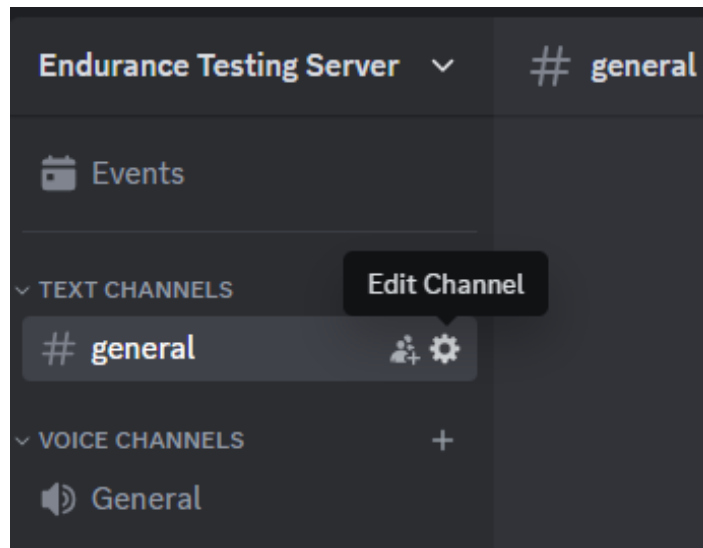 Endurance Testing Server
# general
Events
Edit Channel
TEXT CHANNELS
# general
VOICE CHANNELS +
General